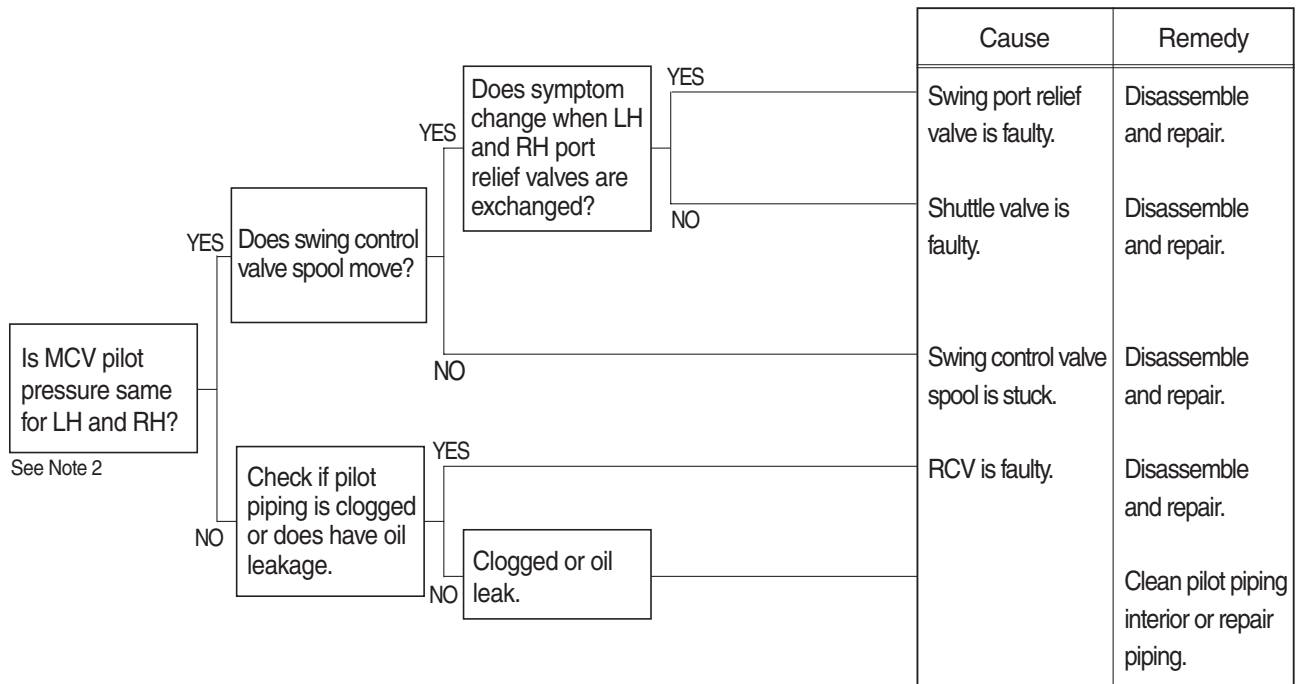 Cause
Remedy
YES
Does symptom
change when LH
and RH port
relief valves are
exchanged?
YES
NO
Swing port relief
valve is faulty.
Disassemble
and repair.
Shuttle valve is
faulty.
Disassemble
and repair.
YES
Does swing control
valve spool move?
NO
Swing control valve
spool is stuck.
Disassemble
and repair.
Is MCV pilot
pressure same
for LH and RH?
See Note 2
NO
Check if pilot
piping is clogged
or does have oil
leakage.
YES
RCV is faulty.
Disassemble
and repair.
NO
Clogged or oil
leak.
Clean pilot piping
interior or repair
piping.